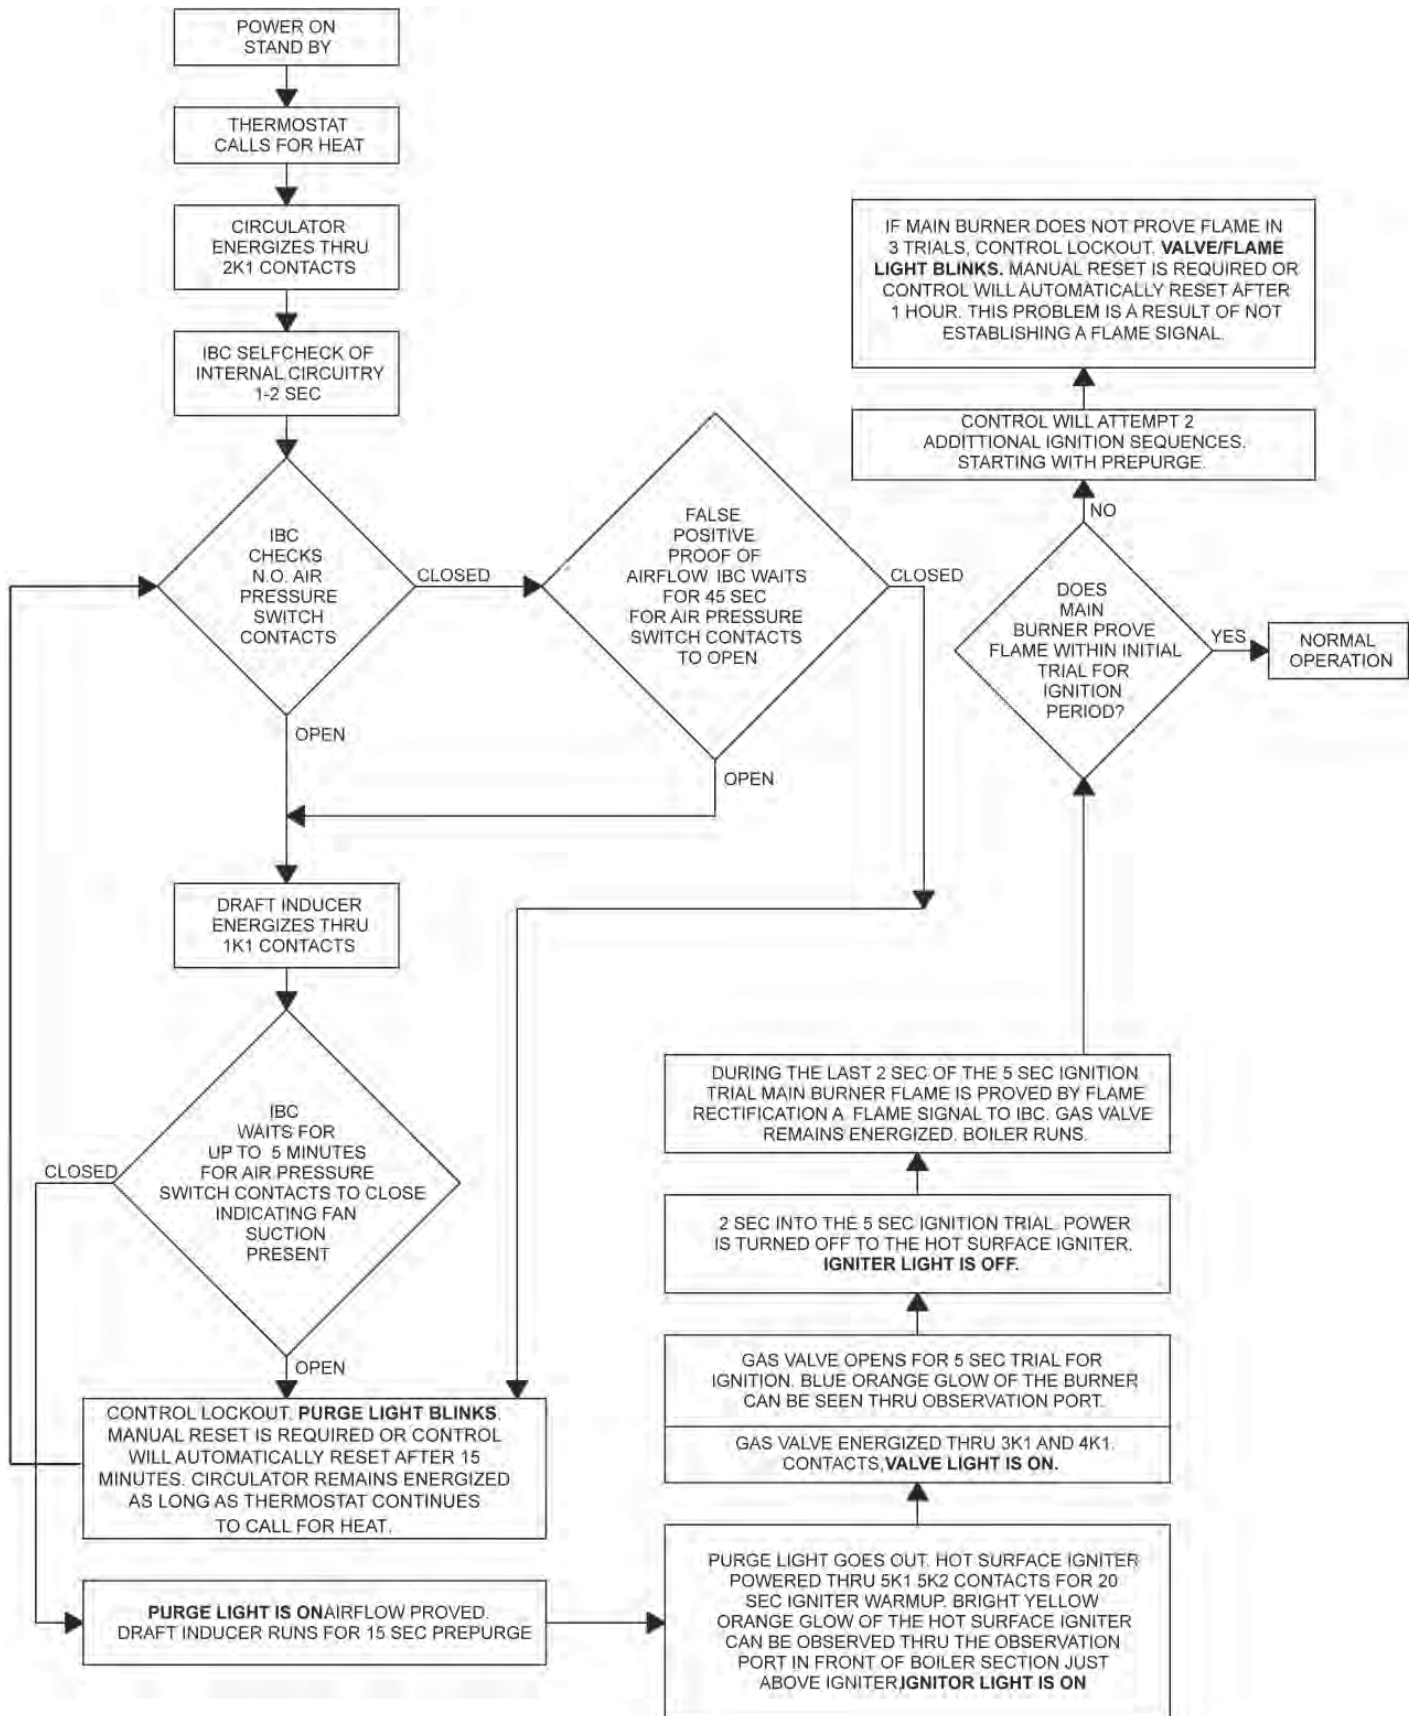 POWER ON
STAND BY
THERMOSTAT
CALLS FOR HEAT
CIRCULATOR
ENERGIZES THRU
2K1 CONTACTS
IBC SELFCHECK OF
INTERNAL CIRCUITRY
1-2 SEC
IBC
CHECKS
N.O. AIR
PRESSURE
SWITCH
CONTACTS
CLOSED
OPEN
FALSE
POSITIVE
PROOF OF
AIRFLOW IBC WAITS
FOR 45 SEC
FOR AIR PRESSURE
SWITCH CONTACTS
TO OPEN
CLOSED
OPEN
DRAFT INDUCER
ENERGIZES THRU
1K1 CONTACTS
IBC
WAITS FOR
UP TO 5 MINUTES
FOR AIR PRESSURE
SWITCH CONTACTS TO CLOSE
INDICATING FAN
SUCTION
PRESENT
CLOSED
OPEN
CONTROL LOCKOUT. PURGE LIGHT BLINKS.
MANUAL RESET IS REQUIRED OR CONTROL
WILL AUTOMATICALLY RESET AFTER 15
MINUTES. CIRCULATOR REMAINS ENERGIZED
AS LONG AS THERMOSTAT CONTINUES
TO CALL FOR HEAT.
PURGE LIGHT IS ONAIRFLOW PROVED.
DRAFT INDUCER RUNS FOR 15 SEC PREPURGE
PURGE LIGHT GOES OUT. HOT SURFACE IGNITER
POWERED THRU 5K1 5K2 CONTACTS FOR 20
SEC IGNITER WARMUP. BRIGHT YELLOW
ORANGE GLOW OF THE HOT SURFACE IGNITER
CAN BE OBSERVED THRU THE OBSERVATION
PORT IN FRONT OF BOILER SECTION JUST
ABOVE IGNITER,IGNITOR LIGHT IS ON
GAS VALVE ENERGIZED THRU 3K1 AND 4K1.
CONTACTS,VALVE LIGHT IS ON.
GAS VALVE OPENS FOR 5 SEC TRIAL FOR
IGNITION. BLUE ORANGE GLOW OF THE BURNER
CAN BE SEEN THRU OBSERVATION PORT.
2 SEC INTO THE 5 SEC IGNITION TRIAL. POWER
IS TURNED OFF TO THE HOT SURFACE IGNITER.
IGNITER LIGHT IS OFF.
DURING THE LAST 2 SEC OF THE 5 SEC IGNITION
TRIAL MAIN BURNER FLAME IS PROVED BY FLAME
RECTIFICATION A FLAME SIGNAL TO IBC. GAS VALVE
REMAINS ENERGIZED. BOILER RUNS.
DOES
MAIN
BURNER PROVE
FLAME WITHIN INITIAL
TRIAL FOR
IGNITION
PERIOD?
YES
NORMAL
OPERATION
NO
CONTROL WILL ATTEMPT 2
ADDITTIONAL IGNITION SEQUENCES.
STARTING WITH PREPURGE.
IF MAIN BURNER DOES NOT PROVE FLAME IN
3 TRIALS, CONTROL LOCKOUT. VALVE/FLAME
LIGHT BLINKS. MANUAL RESET IS REQUIRED OR
CONTROL WILL AUTOMATICALLY RESET AFTER
1 HOUR. THIS PROBLEM IS A RESULT OF NOT
ESTABLISHING A FLAME SIGNAL.